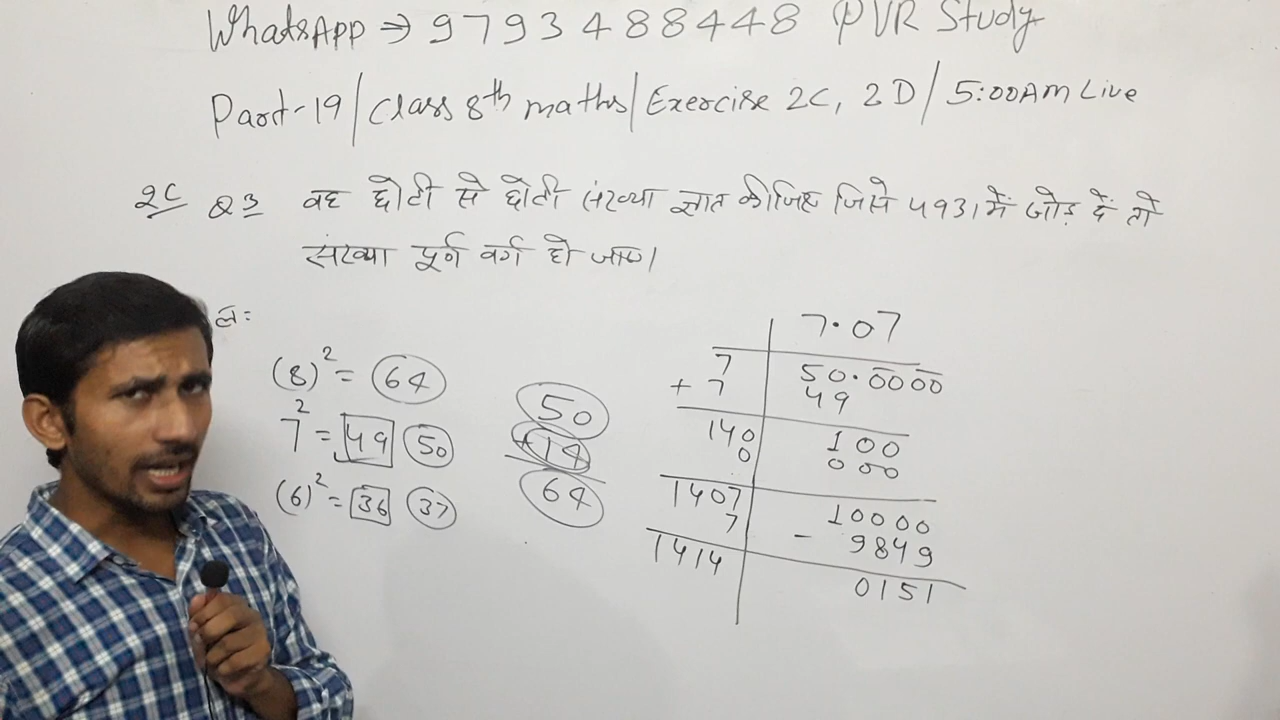 WhatsApp ⇒ 9793488448 PVR Study
Part-19/Class 8th maths/Exercise 2C, 2D/5:00AM Live
2C Q3 वह छोटी से छोटी संख्या ज्ञात कीजिए जिसे 4931 में जोड़ दें तो
संख्या पूर्ण वर्ग हो जाए।
ल:
(8)² = 64
7² = 49 50
(6)² = 36 37
50
+14
64
7.07
7 50.0000
+ 7 49
140 100
0 000
1407 10000
7 - 9849
1414 0151